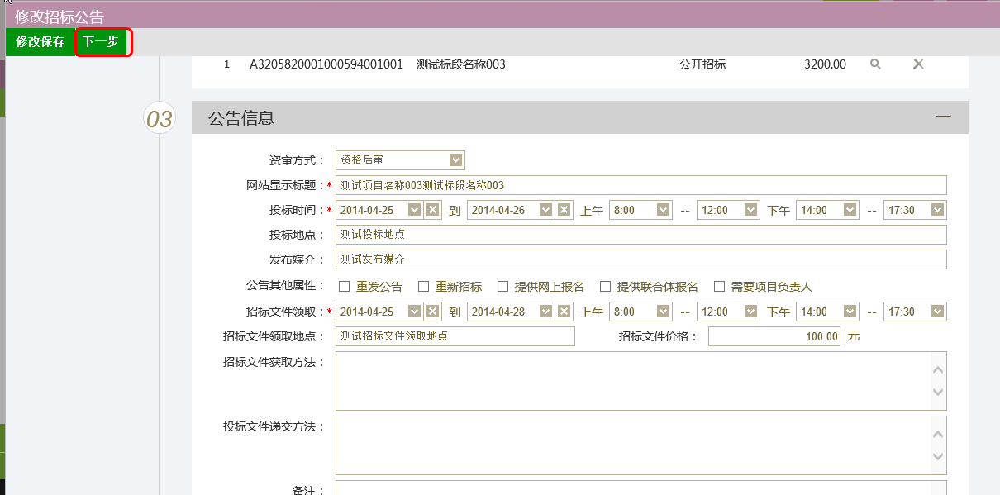 修改招标公告
修改保存 下一步
1 A3205820001000594001001 测试标段名称003 公开招标 3200.00
03 公告信息
资审方式： 资格后审
网站显示标题：* 测试项目名称003测试标段名称003
投标时间：* 2014-04-25 到 2014-04-26 上午 8:00 -- 12:00 下午 14:00 -- 17:30
投标地点： 测试投标地点
发布媒介： 测试发布媒介
公告其他属性： 重发公告 重新招标 提供网上报名 提供联合体报名 需要项目负责人
招标文件领取：* 2014-04-25 到 2014-04-28 上午 8:00 -- 12:00 下午 14:00 -- 17:30
招标文件领取地点： 测试招标文件领取地点 招标文件价格： 100.00 元
招标文件获取方法：
投标文件递交方法：
备注：